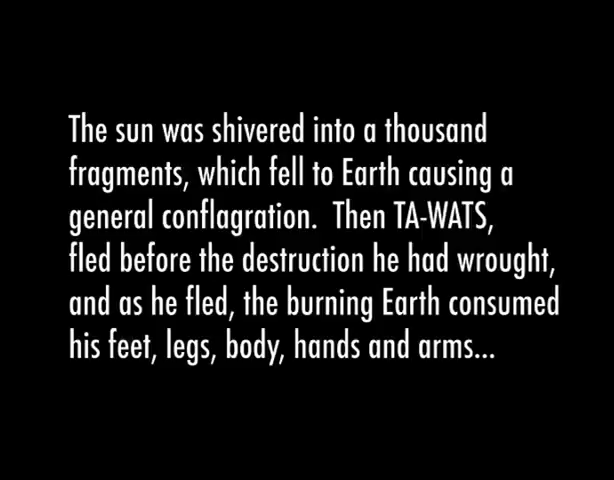 The sun was shivered into a thousand
fragments, which fell to Earth causing a
general conflagration.  Then TA-WATS,
fled before the destruction he had wrought,
and as he fled, the burning Earth consumed
his feet, legs, body, hands and arms...